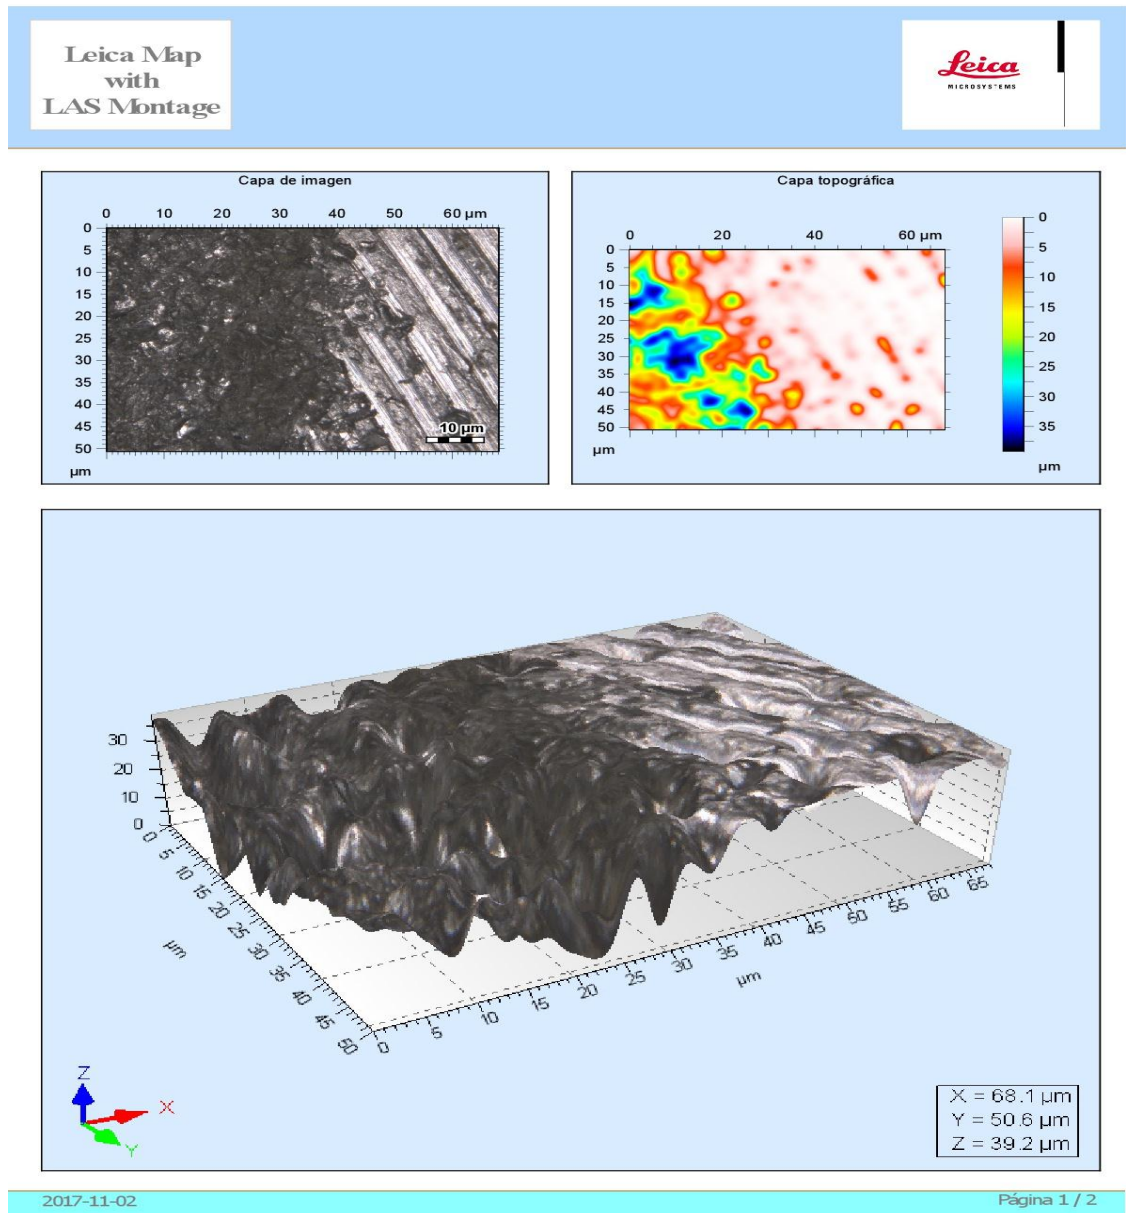 Leica Map
with
LAS Montage
Leica
MICROSYSTEMS
Capa de imagen
0 10 20 30 40 50 60 µm
0
5
10
15
20
25
30
35
40
45
50
µm
10 µm
Capa topográfica
0 20 40 60 µm
0
5
10
15
20
25
30
35
40
45
50
µm
0
5
10
15
20
25
30
35
µm
30
20
10
0
0 5 10 15 20 25 30 35 40 45 50
µm
0 5 10 15 20 25 30 35 40 45 50 55 60 65
µm
Z
X
Y
X = 68.1 µm
Y = 50.6 µm
Z = 39.2 µm
2017-11-02
Página 1 / 2